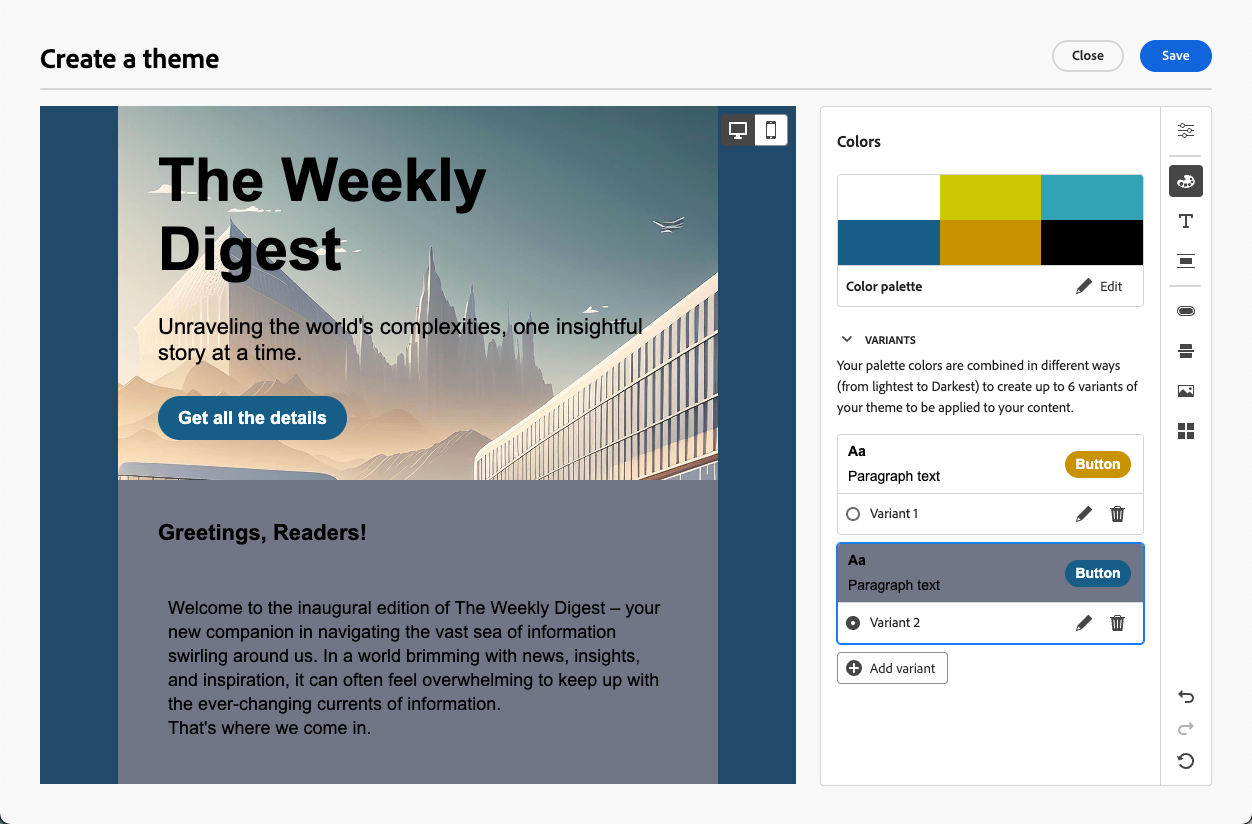 Create a theme
Close
Save
The Weekly
Digest
Unraveling the world's complexities, one insightful
story at a time.
Get all the details
Greetings, Readers!
Welcome to the inaugural edition of The Weekly Digest – your
new companion in navigating the vast sea of information
swirling around us. In a world brimming with news, insights,
and inspiration, it can often feel overwhelming to keep up with
the ever-changing currents of information.
That's where we come in.
Colors
Color palette
Edit
VARIANTS
Your palette colors are combined in different ways
(from lightest to Darkest) to create up to 6 variants of
your theme to be applied to your content.
Aa
Paragraph text
Button
Variant 1
Aa
Paragraph text
Button
Variant 2
Add variant